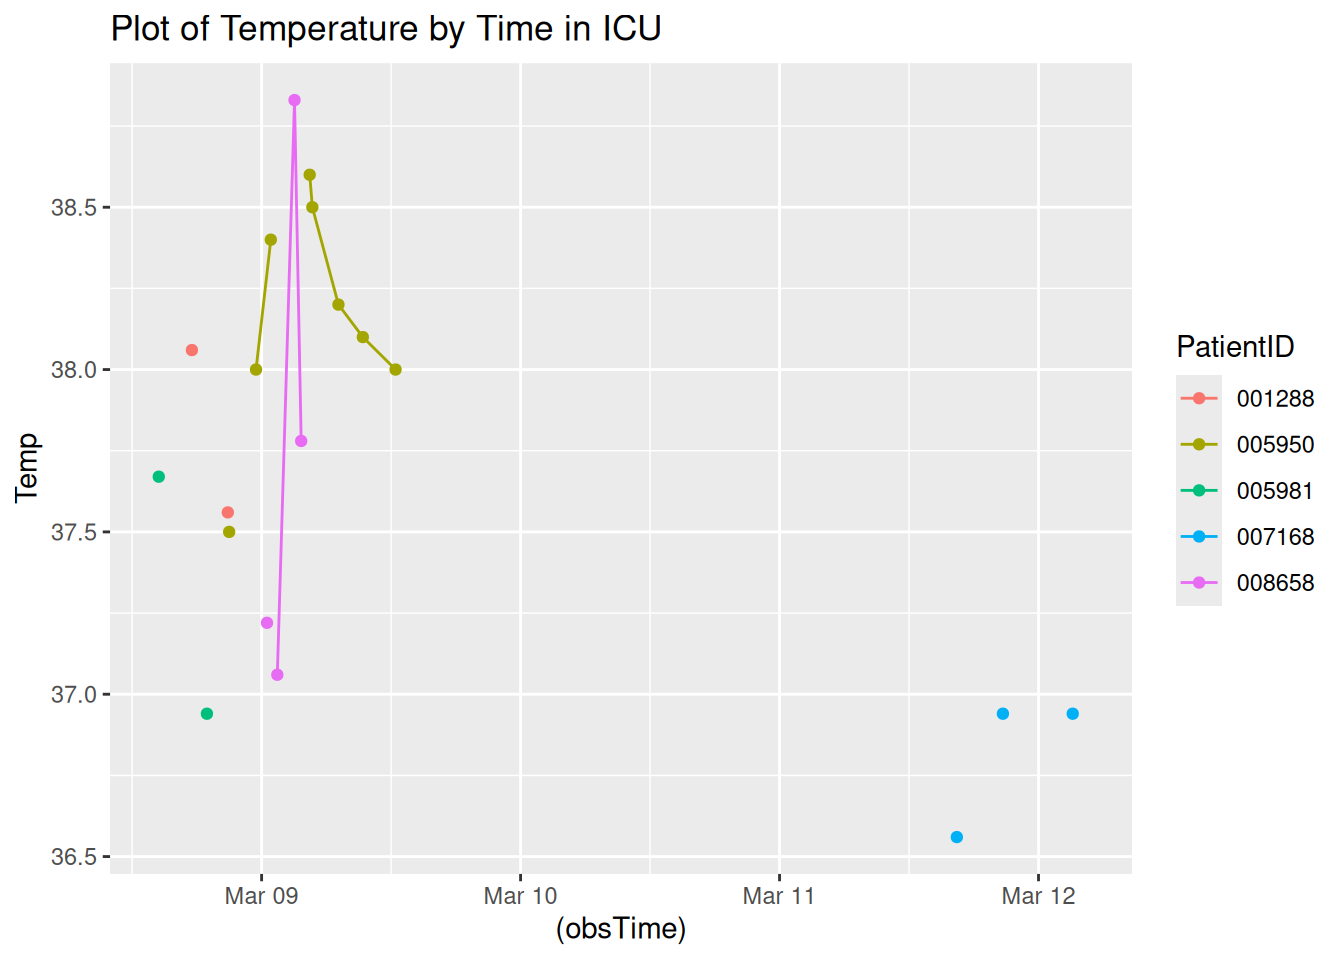 Plot of Temperature by Time in ICU
38.5
38.0
37.5
37.0
36.5
Temp
Mar 09 Mar 10 Mar 11 Mar 12
(obsTime)
PatientID
001288
005950
005981
007168
008658